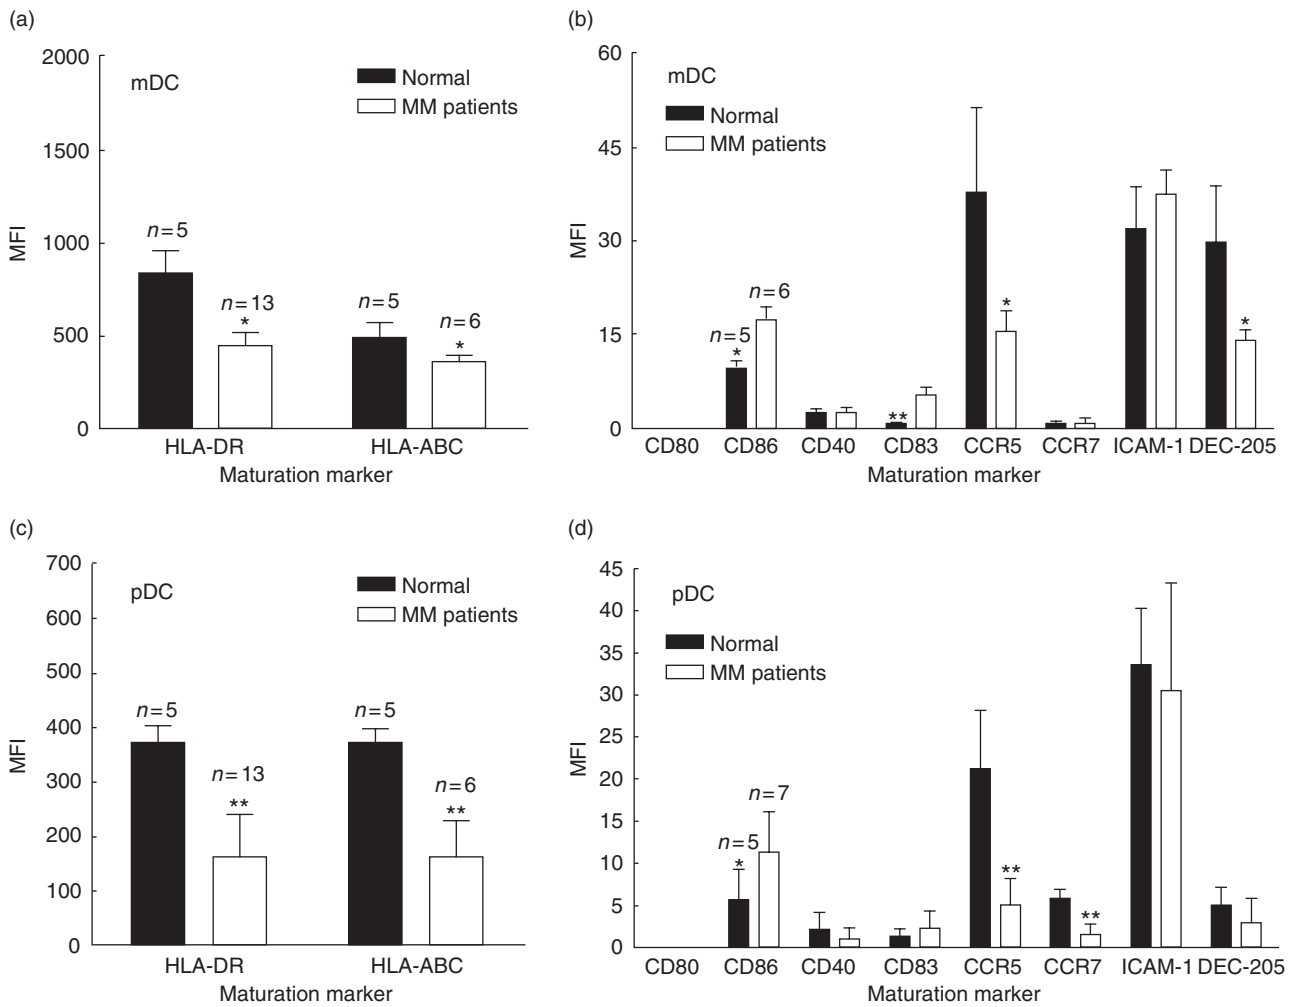 (a)
2000
1500
1000
500
0
MFI
mDC
Normal
MM patients
n=5
n=13
*
n=5
n=6
*
HLA-DR HLA-ABC
Maturation marker
(b)
60
45
30
15
0
MFI
mDC
Normal
MM patients
n=5
*
n=6
**
*
*
CD80 CD86 CD40 CD83 CCR5 CCR7 ICAM-1 DEC-205
Maturation marker
(c)
700
600
500
400
300
200
100
0
MFI
pDC
Normal
MM patients
n=5
n=13
**
n=5
n=6
**
HLA-DR HLA-ABC
Maturation marker
(d)
45
40
35
30
25
20
15
10
5
0
MFI
pDC
Normal
MM patients
n=5
*
n=7
**
**
CD80 CD86 CD40 CD83 CCR5 CCR7 ICAM-1 DEC-205
Maturation marker